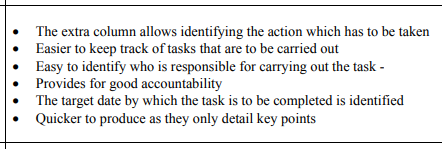 • The extra column allows identifying the action which has to be taken
• Easier to keep track of tasks that are to be carried out
• Easy to identify who is responsible for carrying out the task -
• Provides for good accountability
• The target date by which the task is to be completed is identified
• Quicker to produce as they only detail key points